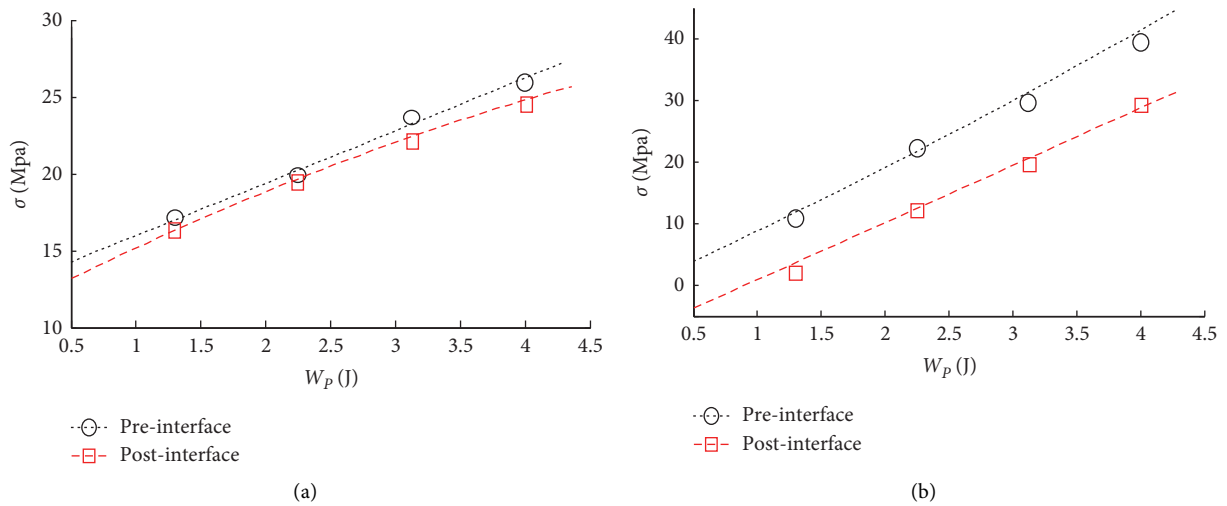 30
25
20
15
10
σ (Mpa)
0.5 1 1.5 2 2.5 3 3.5 4 4.5
W_P (J)
Pre-interface
Post-interface
(a)
40
30
20
10
0
σ (Mpa)
0.5 1 1.5 2 2.5 3 3.5 4 4.5
W_P (J)
Pre-interface
Post-interface
(b)